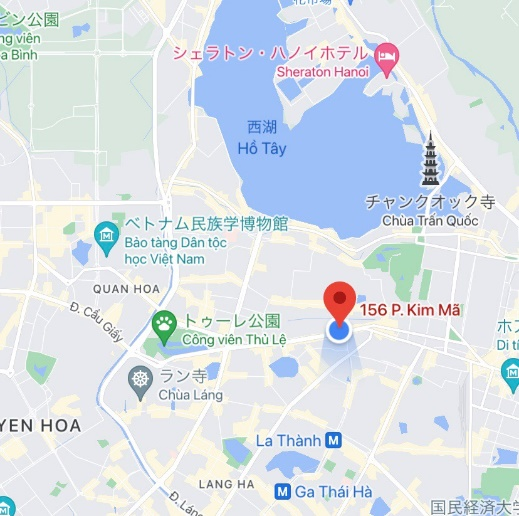 花市場
ビン公園
ng viên
a Bình
シェラトン・ハノイホテル
Sheraton Hanoi
西湖
Hồ Tây
チャンクオック寺
Chùa Trấn Quốc
ベトナム民族学博物館
Bảo tàng Dân tộc
học Việt Nam
QUAN HOA
Đ. Cầu Giấy
トゥーレ公園
Công viên Thủ Lệ
156 P. Kim Mã
ホフ
Di tí
ラン寺
Chùa Láng
YEN HOA
La Thành
M
LANG HA
Ga Thái Hà
M
Đ. Láng
国民経済大学